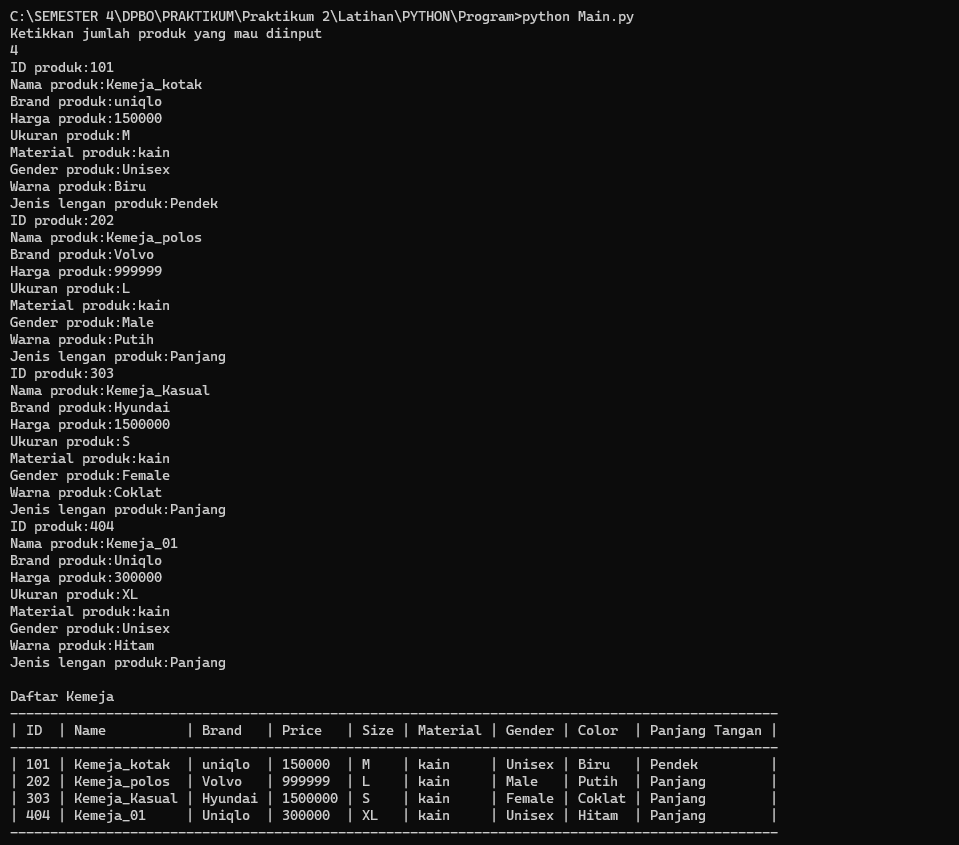 C:\SEMESTER 4\DPBO\PRAKTIKUM\Praktikum 2\Latihan\PYTHON\Program>python Main.py
Ketikkan jumlah produk yang mau diinput
4
ID produk:101
Nama produk:Kemeja_kotak
Brand produk:uniqlo
Harga produk:150000
Ukuran produk:M
Material produk:kain
Gender produk:Unisex
Warna produk:Biru
Jenis lengan produk:Pendek
ID produk:202
Nama produk:Kemeja_polos
Brand produk:Volvo
Harga produk:999999
Ukuran produk:L
Material produk:kain
Gender produk:Male
Warna produk:Putih
Jenis lengan produk:Panjang
ID produk:303
Nama produk:Kemeja_Kasual
Brand produk:Hyundai
Harga produk:1500000
Ukuran produk:S
Material produk:kain
Gender produk:Female
Warna produk:Coklat
Jenis lengan produk:Panjang
ID produk:404
Nama produk:Kemeja_01
Brand produk:Uniqlo
Harga produk:300000
Ukuran produk:XL
Material produk:kain
Gender produk:Unisex
Warna produk:Hitam
Jenis lengan produk:Panjang

Daftar Kemeja
------------------------------------------------------------------------------------------------
| ID  | Name          | Brand   | Price   | Size | Material | Gender | Color  | Panjang Tangan |
------------------------------------------------------------------------------------------------
| 101 | Kemeja_kotak  | uniqlo  | 150000  | M    | kain     | Unisex | Biru   | Pendek         |
| 202 | Kemeja_polos  | Volvo   | 999999  | L    | kain     | Male   | Putih  | Panjang        |
| 303 | Kemeja_Kasual | Hyundai | 1500000 | S    | kain     | Female | Coklat | Panjang        |
| 404 | Kemeja_01     | Uniqlo  | 300000  | XL   | kain     | Unisex | Hitam  | Panjang        |
------------------------------------------------------------------------------------------------